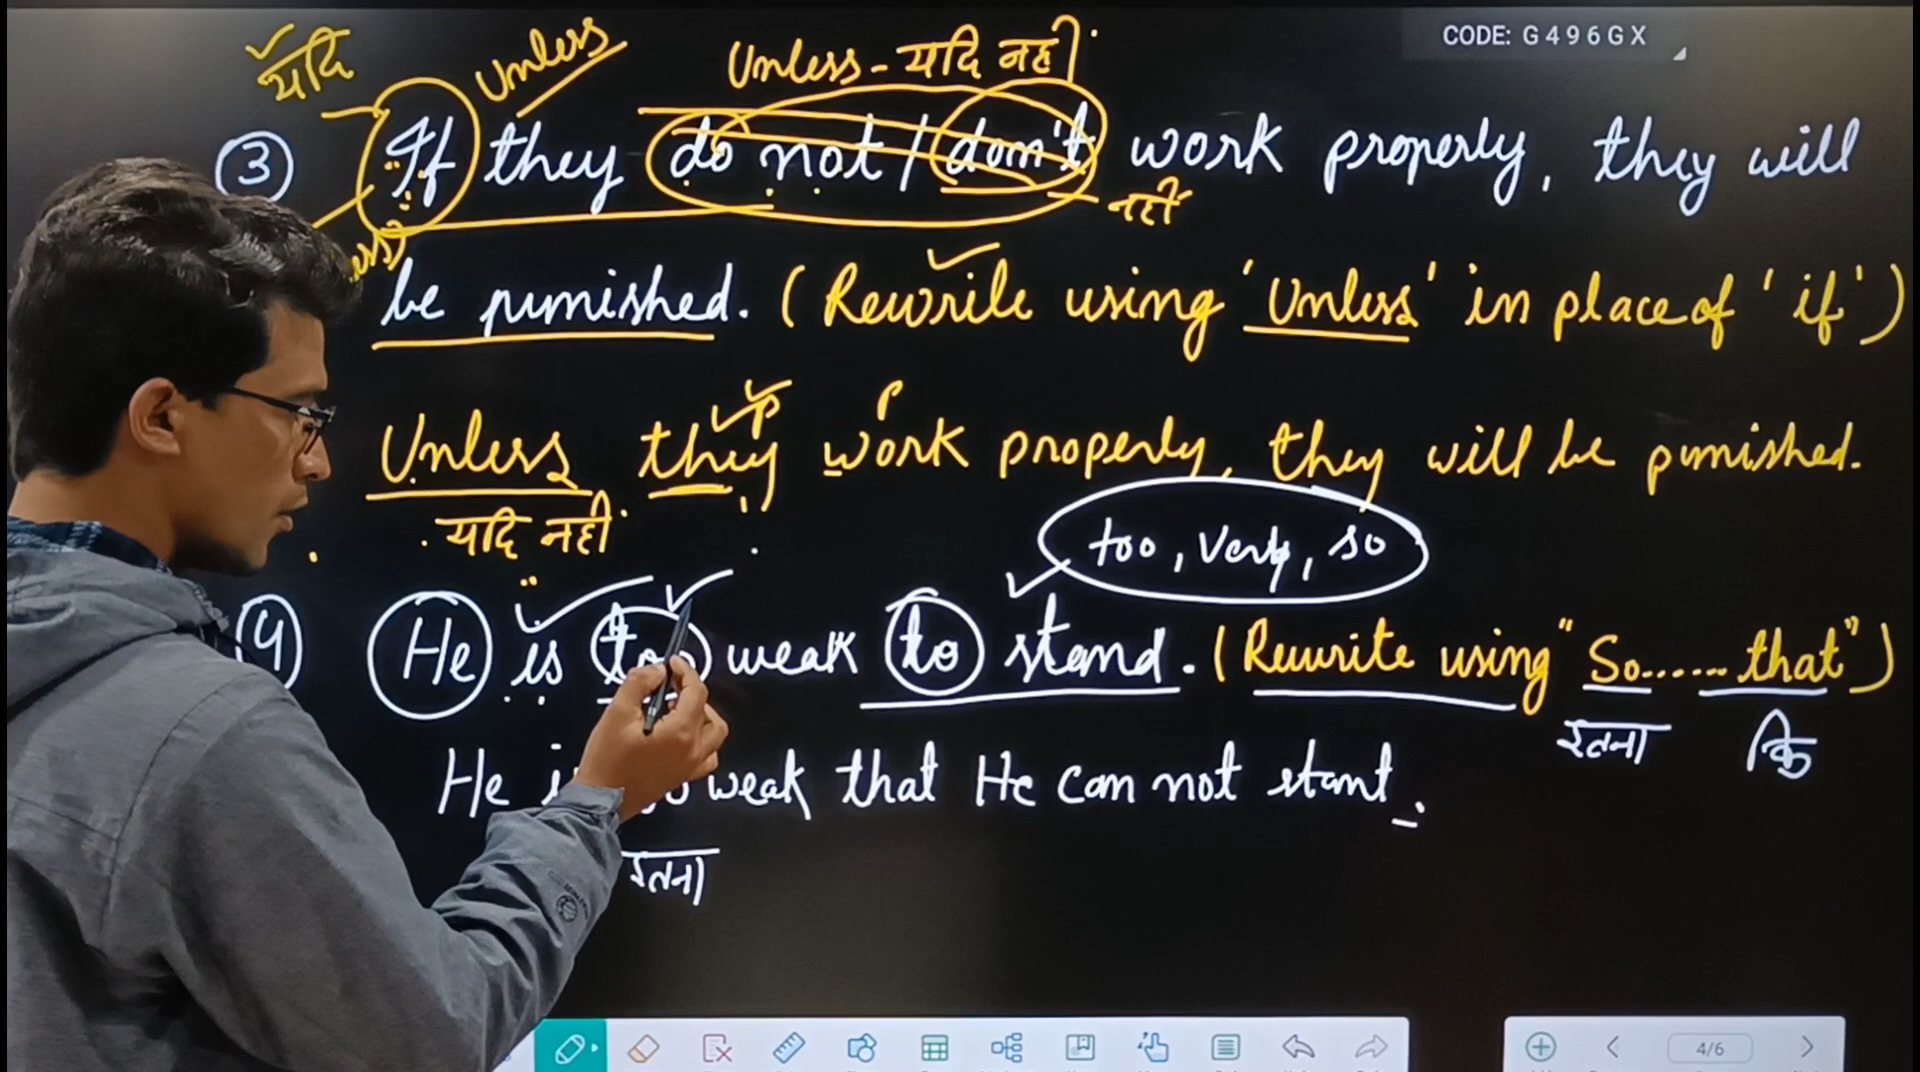 CODE: G496GX
यदि Unless Unless - यदि नहीं
③ If they do not / don't work properly, they will
नहीं
be punished. (Rewrite using 'Unless' in place of 'if')
Unless they work properly, they will be punished.
यदि नहीं
too, Very, so
He is too weak to stand. (Rewrite using "So...... that")
इतना कि
He weak that He can not stant.
इतना
4/6